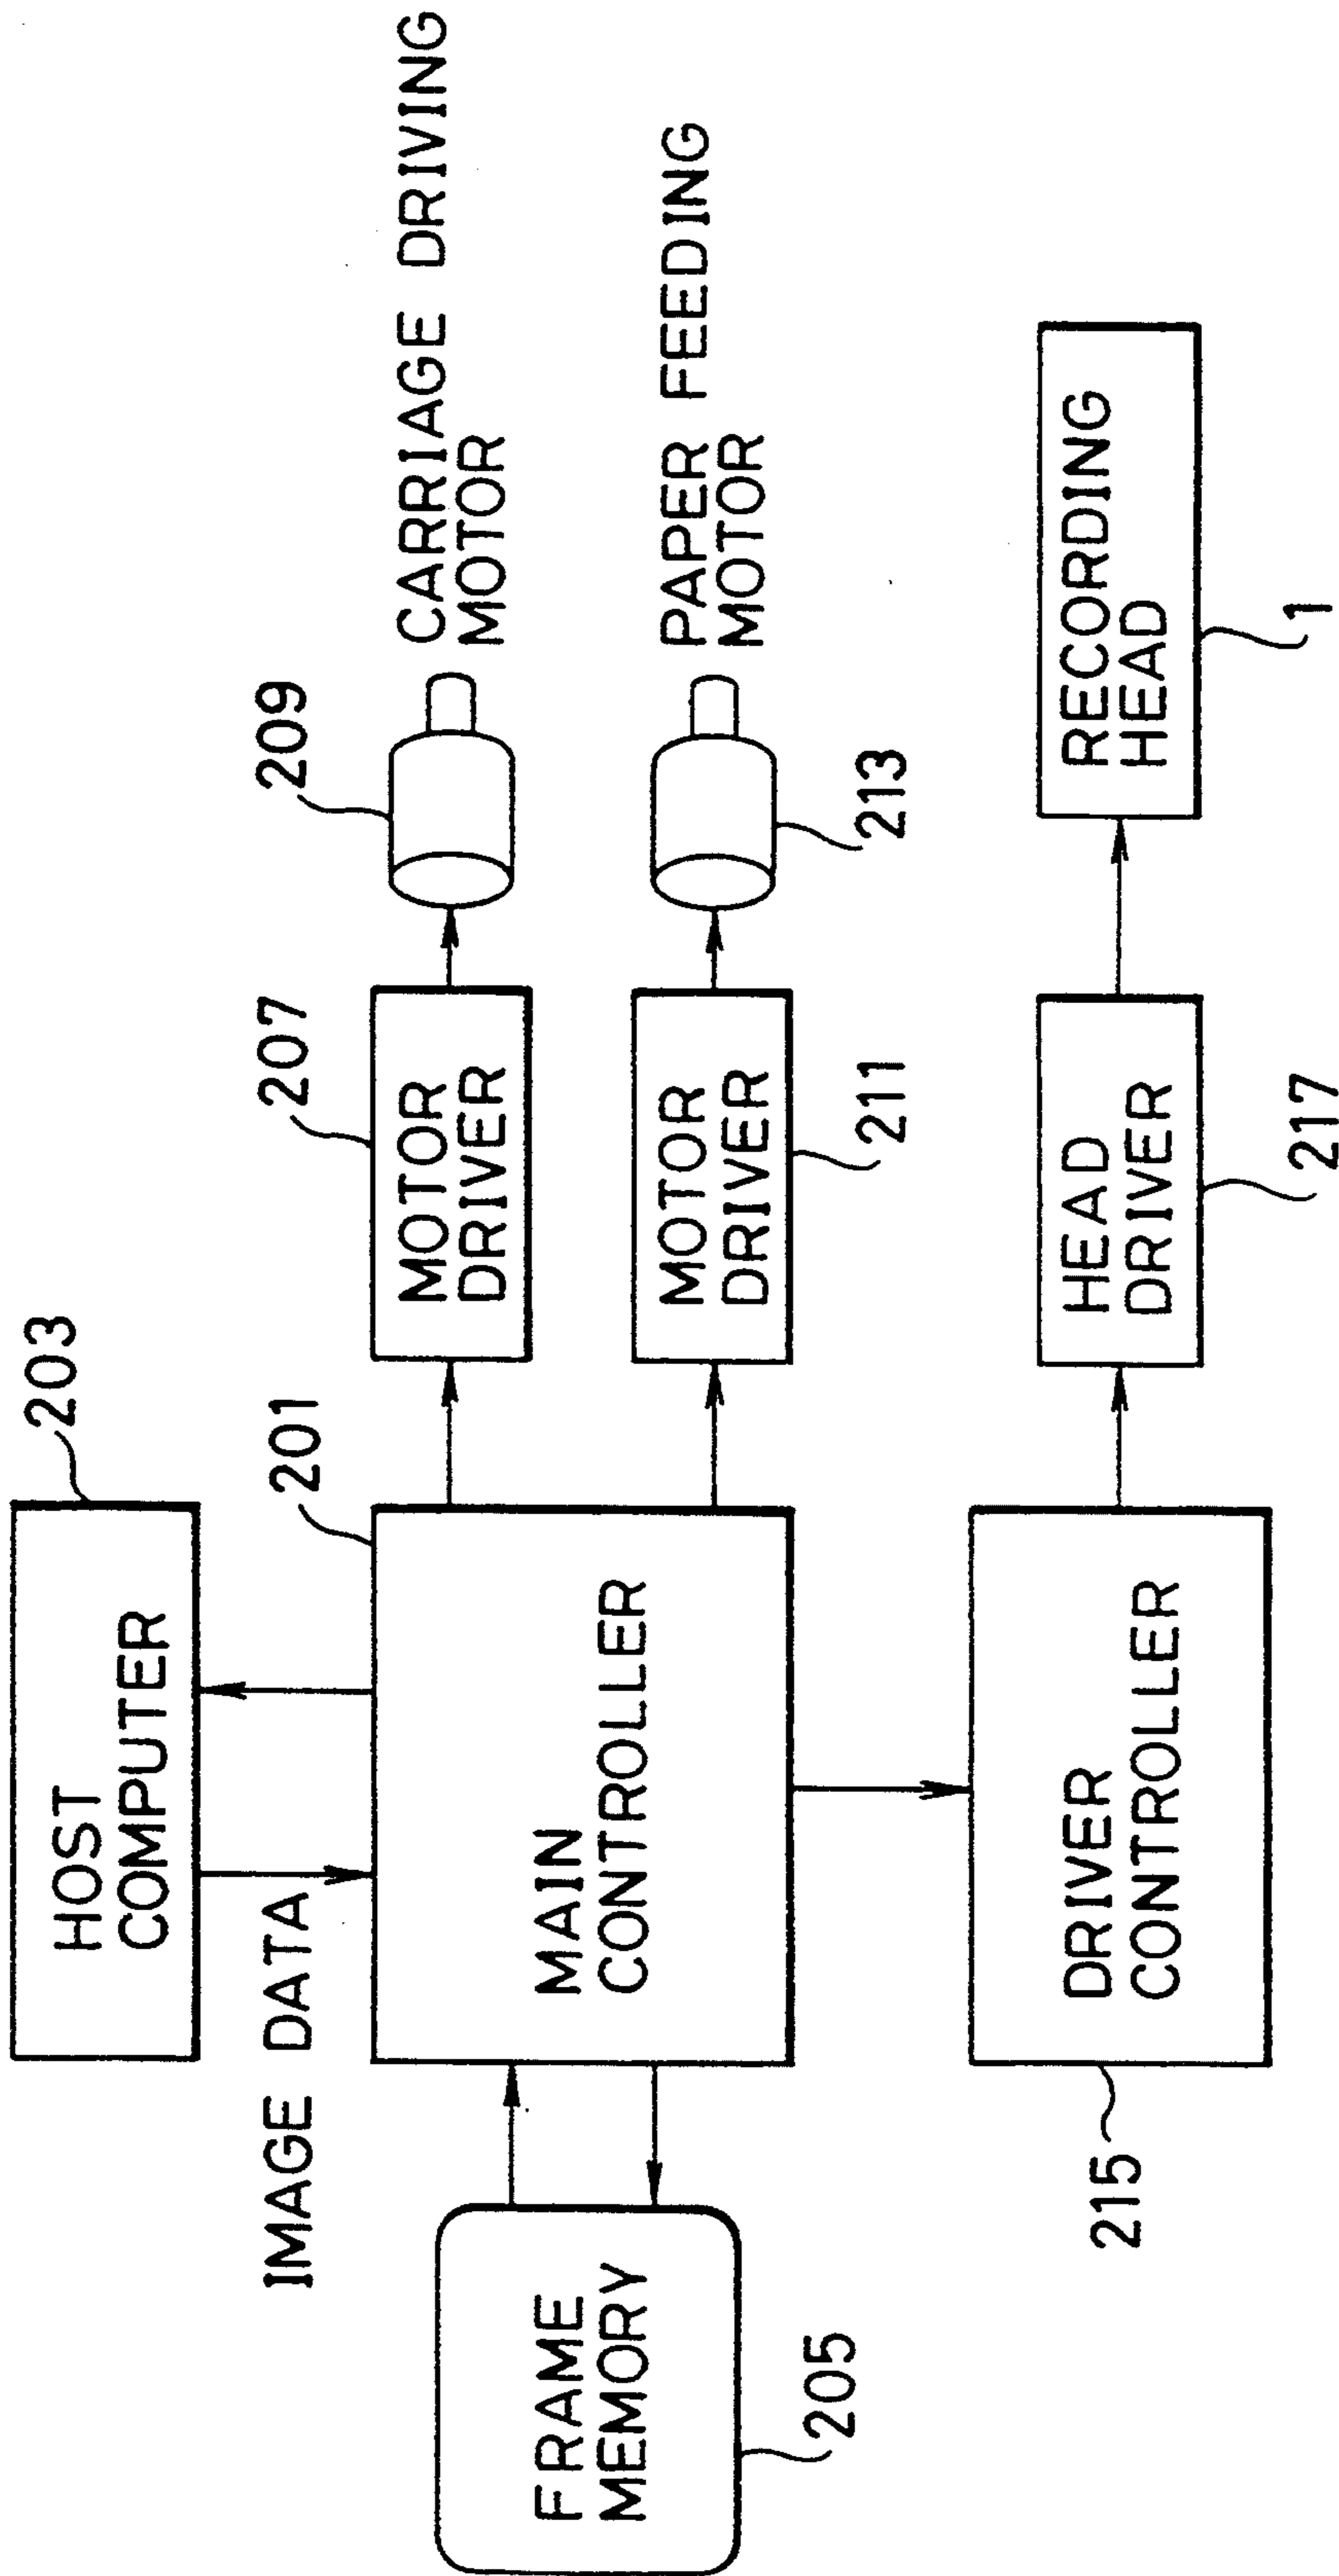 203
HOST
COMPUTER
IMAGE DATA
201
MAIN
CONTROLLER
FRAME
MEMORY
205
207
MOTOR
DRIVER
209
CARRIAGE DRIVING
MOTOR
MOTOR
DRIVER
211
213
PAPER FEEDING
MOTOR
215
DRIVER
CONTROLLER
HEAD
DRIVER
217
RECORDING
HEAD
1